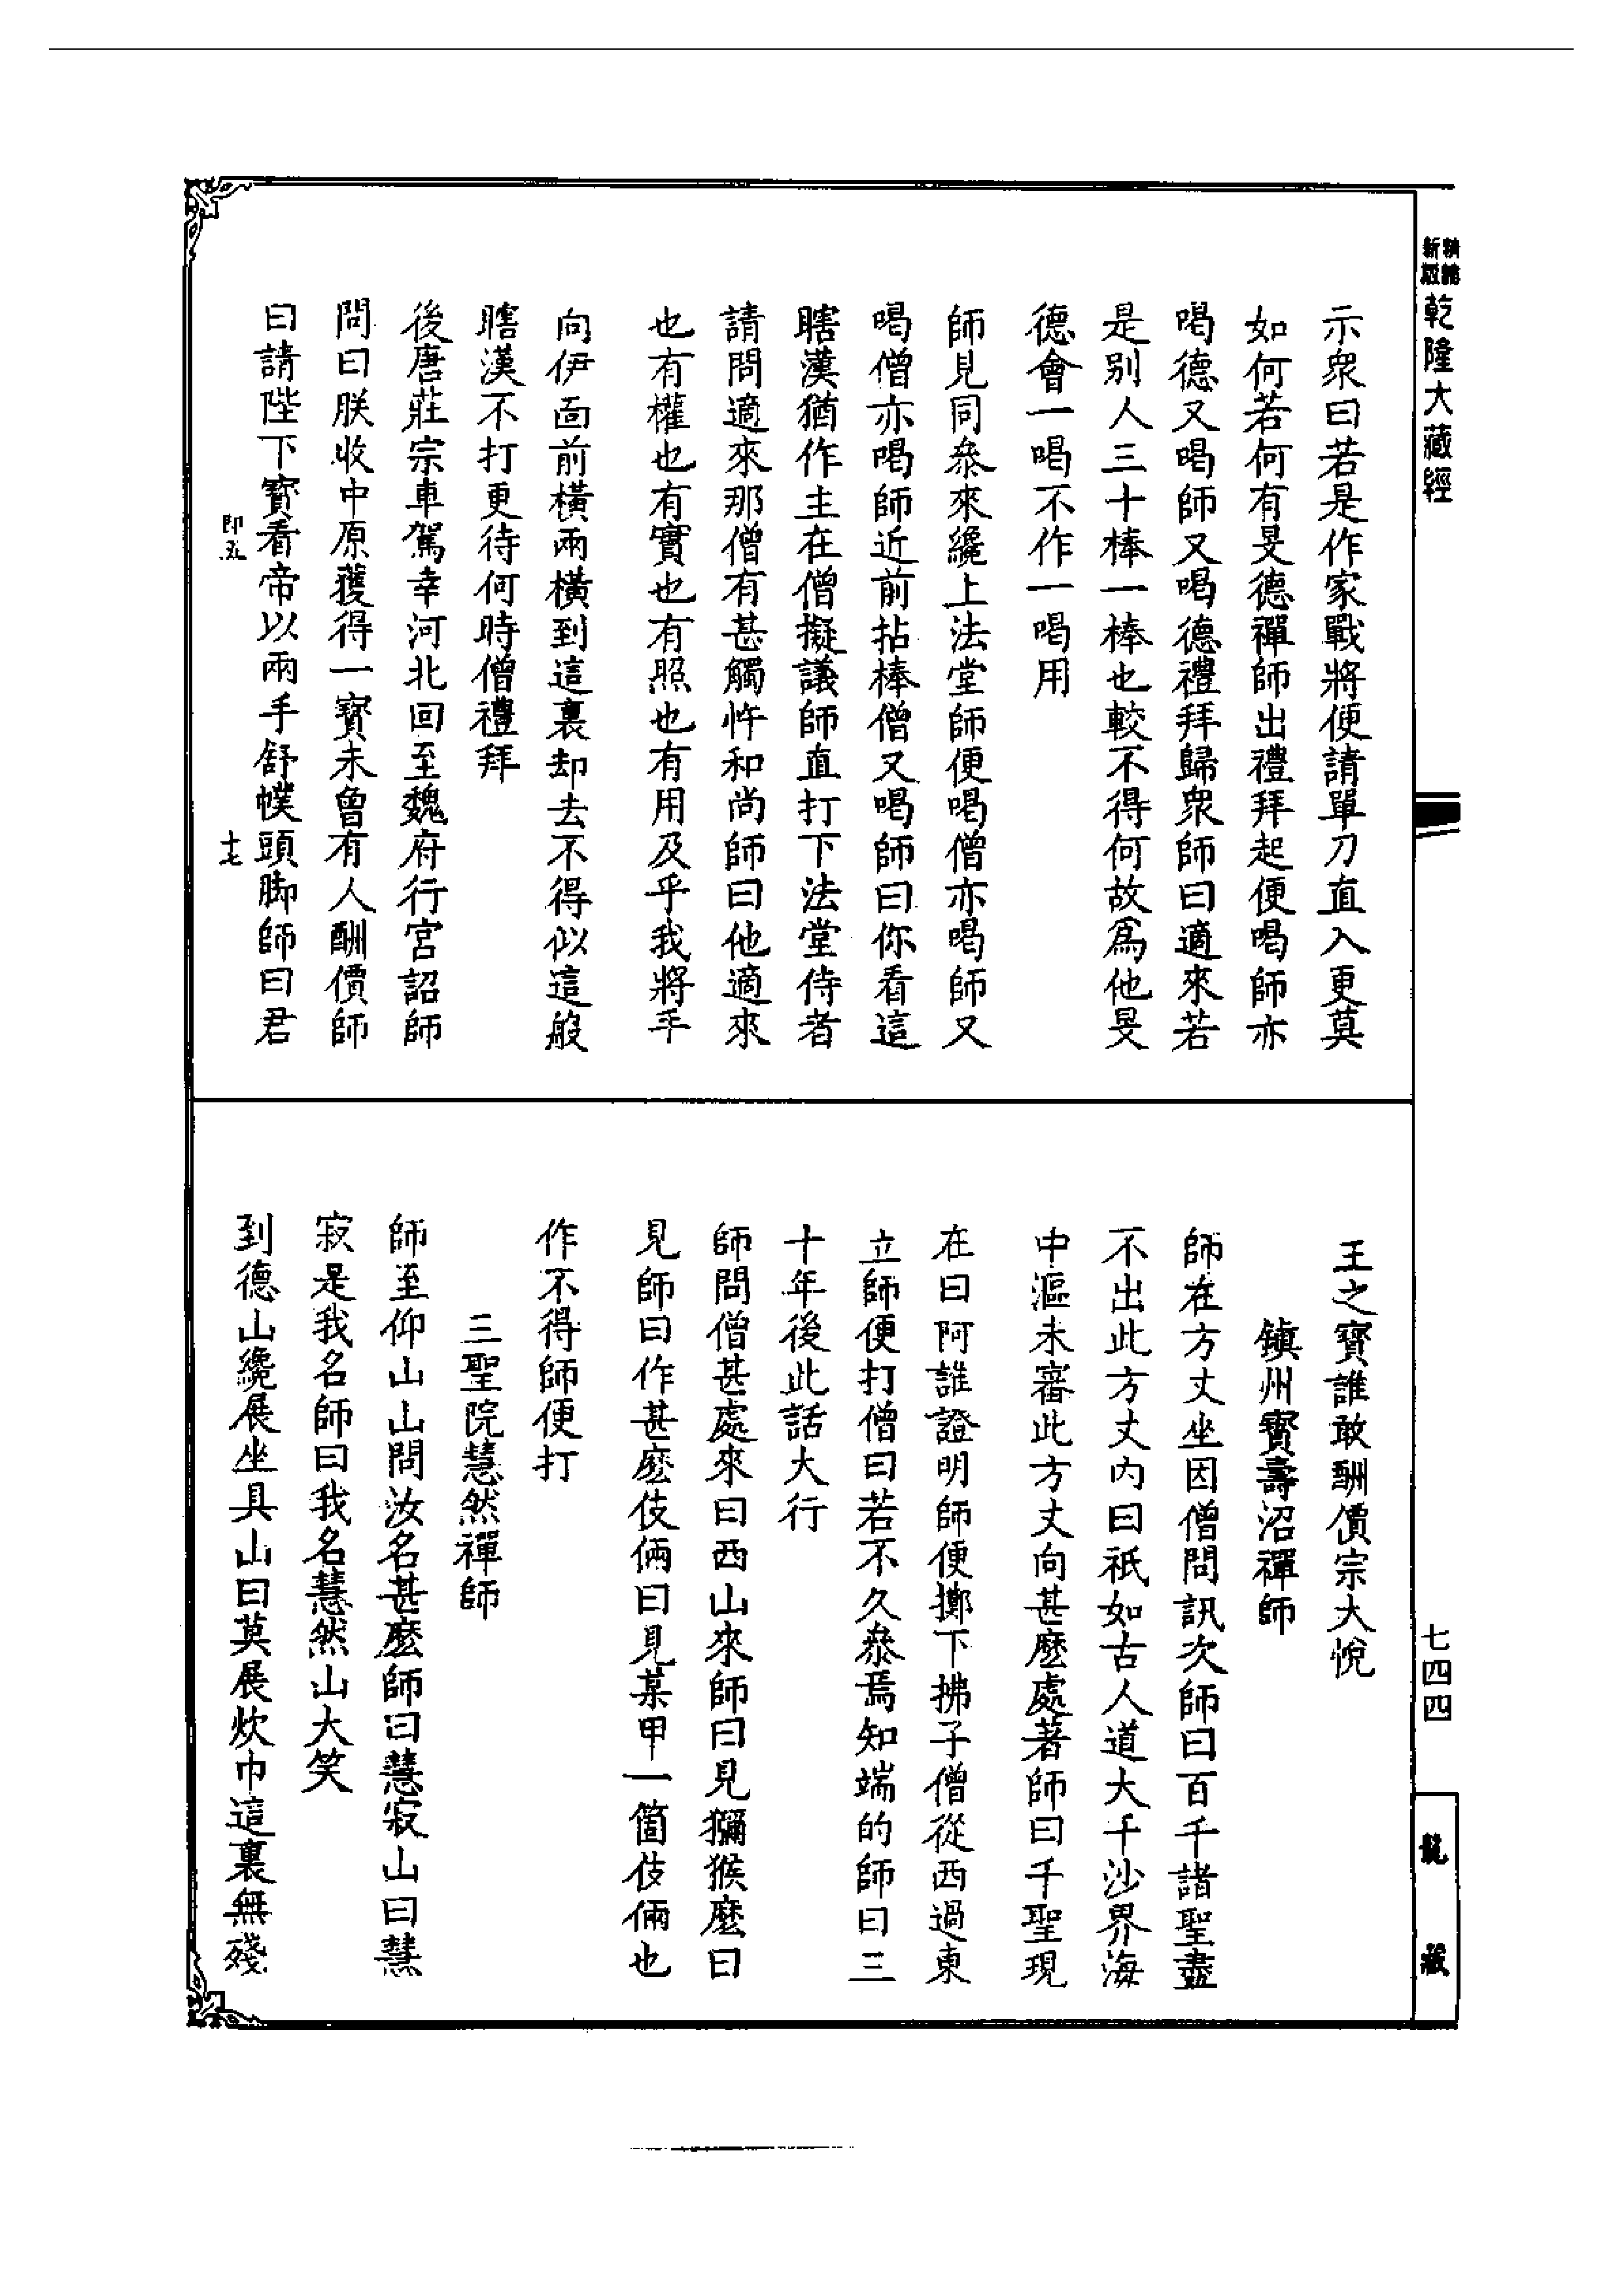 新版
精縮
乾隆大藏經
七四四
龍藏
示衆曰若是作家戰將便請單刀直入更莫
如何若何有旻德禪師出禮拜起便喝師亦
喝德又喝師又喝德禮拜歸衆師曰適來若
是別人三十棒一棒也較不得何故爲他旻
德會一喝不作一喝用
師見同叅來纔上法堂師便喝僧亦喝師又
喝僧亦喝師近前拈棒僧又喝師曰你看這
瞎漢猶作主在僧擬議師直打下法堂侍者
請問適來那僧有甚觸忤和尚師曰他適來
也有權也有實也有照也有用及乎我將手
向伊面前橫兩橫到這裏却去不得似這般
瞎漢不打更待何時僧禮拜
後唐莊宗車駕幸河北回至魏府行宮詔師
問曰朕收中原獲得一寶未曾有人酬價師
曰請陛下寶看帝以兩手舒幞頭脚師曰君
即五 十七
王之寶誰敢酬價宗大悅
鎮州寶壽沼禪師
師在方丈坐因僧問訊次師曰百千諸聖盡
不出此方丈內曰祇如古人道大千沙界海
中漚未審此方丈向甚麽處著師曰千聖現
在曰阿誰證明師便擲下拂子僧從西過東
立師便打僧曰若不久叅焉知端的師曰三
十年後此話大行
師問僧甚處來曰西山來師曰見獼猴麽曰
見師曰作甚麽伎倆曰見某甲一箇伎倆也
作不得師便打
三聖院慧然禪師
師至仰山山問汝名甚麽師曰慧寂山曰慧
寂是我名師曰我名慧然山大笑
到德山纔展坐具山曰莫展炊巾這裏無殘